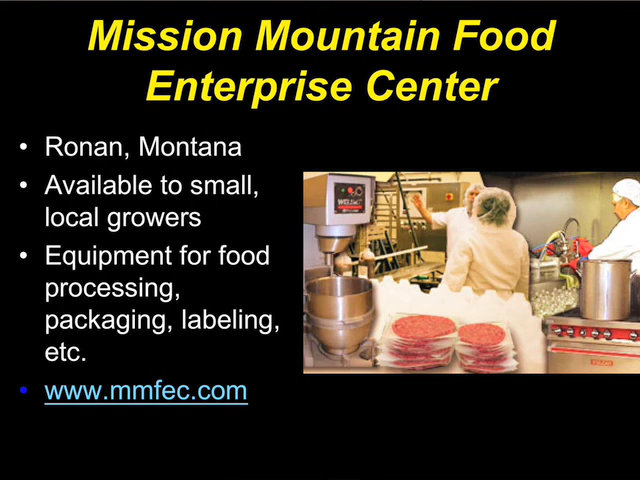 Mission Mountain Food
Enterprise Center
• Ronan, Montana
• Available to small,
local growers
• Equipment for food
processing,
packaging, labeling,
etc.
• www.mmfec.com